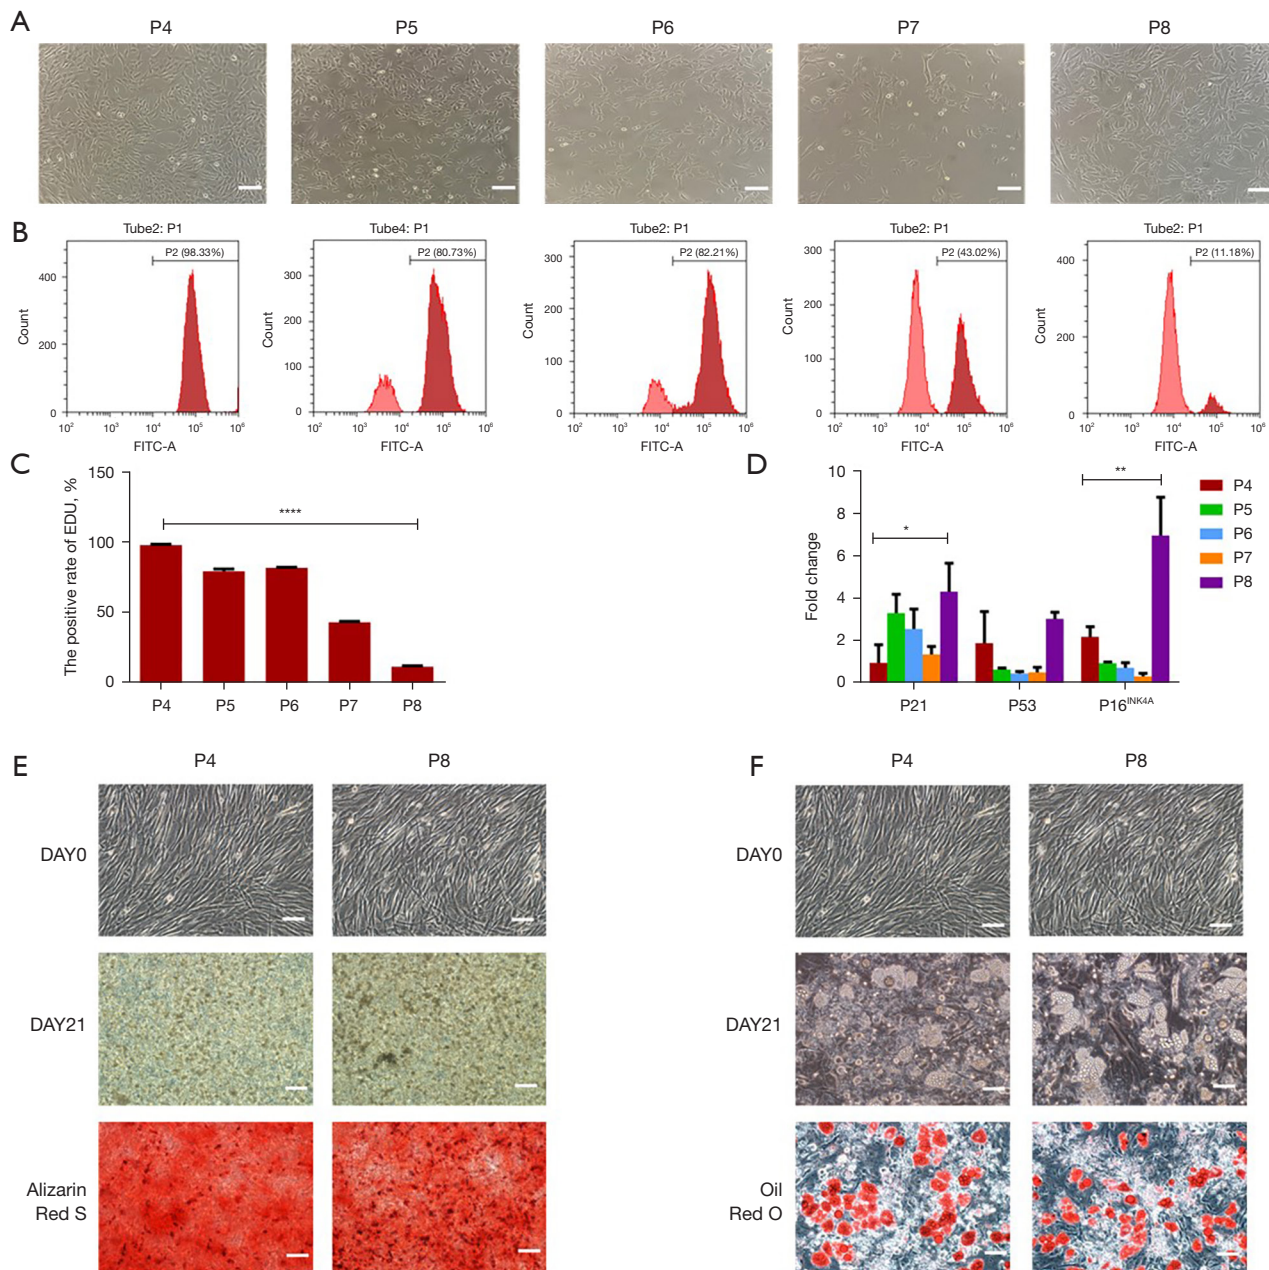 A
P4 P5 P6 P7 P8
B
Tube2: P1 Tube4: P1 Tube2: P1 Tube2: P1 Tube2: P1
P2 (98.33%) P2 (80.73%) P2 (82.21%) P2 (43.02%) P2 (11.18%)
Count
400
200
0
10² 10³ 10⁴ 10⁵ 10⁶
FITC-A
Count
300
200
100
0
10² 10³ 10⁴ 10⁵ 10⁶
FITC-A
Count
300
200
100
0
10² 10³ 10⁴ 10⁵ 10⁶
FITC-A
Count
300
200
100
0
10² 10³ 10⁴ 10⁵ 10⁶
FITC-A
Count
400
200
0
10² 10³ 10⁴ 10⁵ 10⁶
FITC-A
C
The positive rate of EDU, %
150
100
50
0
****
P4 P5 P6 P7 P8
D
Fold change
10
8
6
4
2
0
*
**
P21 P53 P16^INK4A
P4
P5
P6
P7
P8
E
P4 P8
DAY0
DAY21
Alizarin
Red S
F
P4 P8
DAY0
DAY21
Oil
Red O